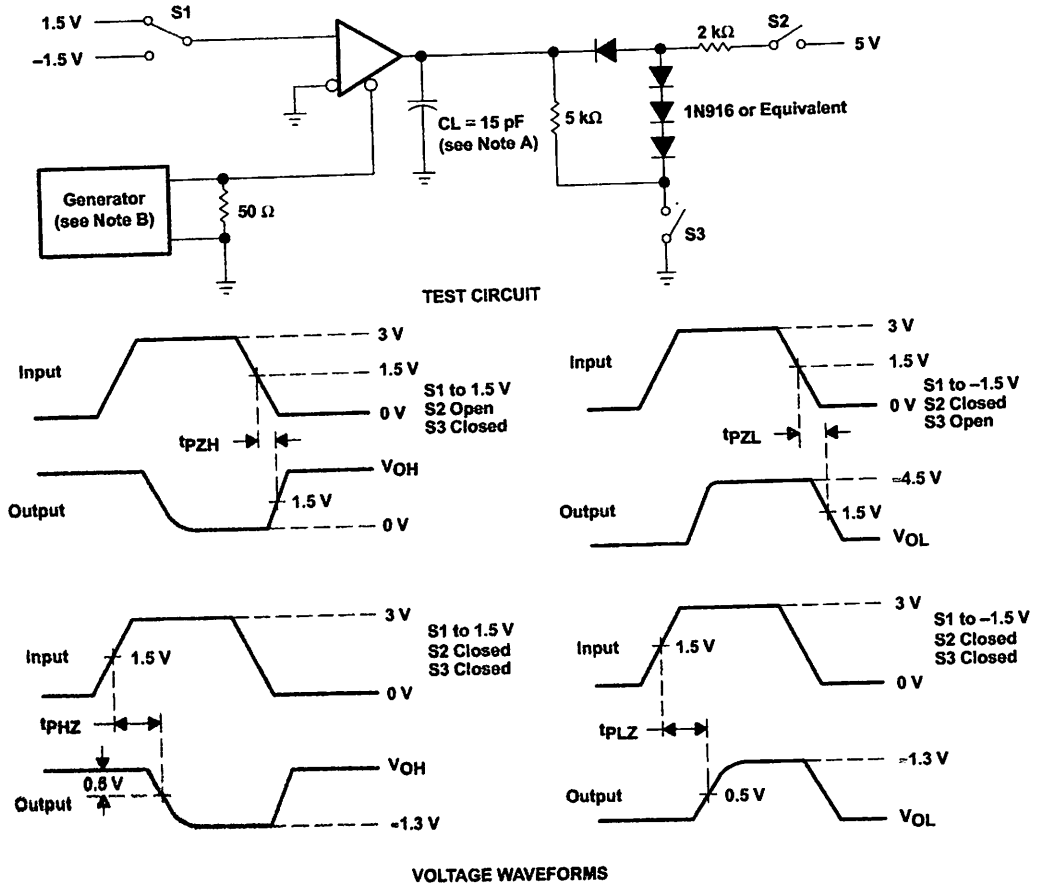 1.5 V
S1
–1.5 V
2 kΩ
S2
5 V
CL = 15 pF
(see Note A)
5 kΩ
1N916 or Equivalent
Generator
(see Note B)
50 Ω
S3
TEST CIRCUIT
Input
3 V
1.5 V
0 V
S1 to 1.5 V
S2 Open
S3 Closed
tPZH
Output
VOH
1.5 V
0 V
Input
3 V
1.5 V
0 V
S1 to –1.5 V
S2 Closed
S3 Open
tPZL
Output
≈4.5 V
1.5 V
VOL
Input
3 V
1.5 V
0 V
S1 to 1.5 V
S2 Closed
S3 Closed
tPHZ
0.5 V
Output
VOH
≈1.3 V
Input
3 V
1.5 V
0 V
S1 to –1.5 V
S2 Closed
S3 Closed
tPLZ
Output
≈1.3 V
0.5 V
VOL
VOLTAGE WAVEFORMS